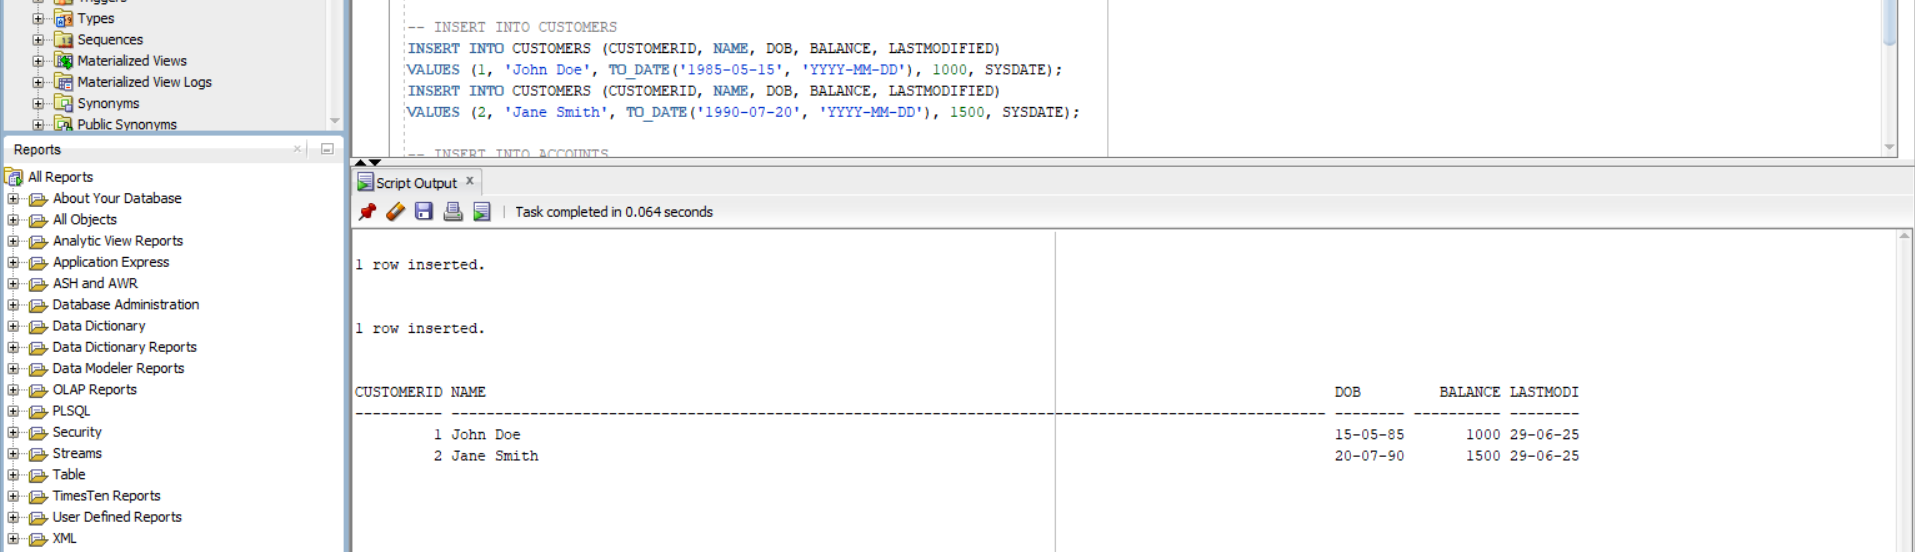 Triggers
Types
Sequences
Materialized Views
Materialized View Logs
Synonyms
Public Synonyms
Reports
All Reports
About Your Database
All Objects
Analytic View Reports
Application Express
ASH and AWR
Database Administration
Data Dictionary
Data Dictionary Reports
Data Modeler Reports
OLAP Reports
PLSQL
Security
Streams
Table
TimesTen Reports
User Defined Reports
XML
-- INSERT INTO CUSTOMERS
INSERT INTO CUSTOMERS (CUSTOMERID, NAME, DOB, BALANCE, LASTMODIFIED)
VALUES (1, 'John Doe', TO_DATE('1985-05-15', 'YYYY-MM-DD'), 1000, SYSDATE);
INSERT INTO CUSTOMERS (CUSTOMERID, NAME, DOB, BALANCE, LASTMODIFIED)
VALUES (2, 'Jane Smith', TO_DATE('1990-07-20', 'YYYY-MM-DD'), 1500, SYSDATE);
-- INSERT INTO ACCOUNTS
Script Output x
Task completed in 0.064 seconds
1 row inserted.
1 row inserted.
CUSTOMERID NAME DOB BALANCE LASTMODI
---------- ---------------------------------------------------------------------------------------------------- -------- ---------- --------
1 John Doe 15-05-85 1000 29-06-25
2 Jane Smith 20-07-90 1500 29-06-25